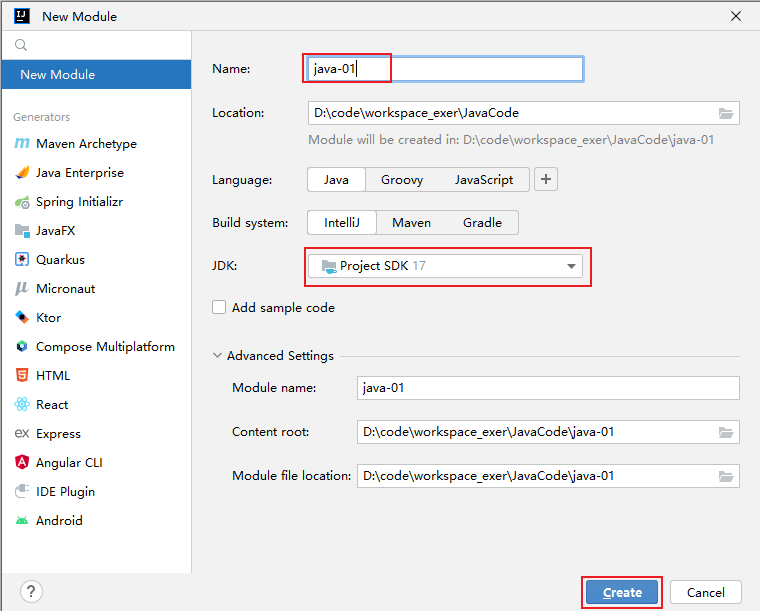 New Module
New Module
Generators
Maven Archetype
Java Enterprise
Spring Initializr
JavaFX
Quarkus
Micronaut
Ktor
Compose Multiplatform
HTML
React
Express
Angular CLI
IDE Plugin
Android
Name: java-01
Location: D:\code\workspace_exer\JavaCode
Module will be created in: D:\code\workspace_exer\JavaCode\java-01
Language: Java Groovy JavaScript +
Build system: IntelliJ Maven Gradle
JDK: Project SDK 17
Add sample code
Advanced Settings
Module name: java-01
Content root: D:\code\workspace_exer\JavaCode\java-01
Module file location: D:\code\workspace_exer\JavaCode\java-01
? Create Cancel